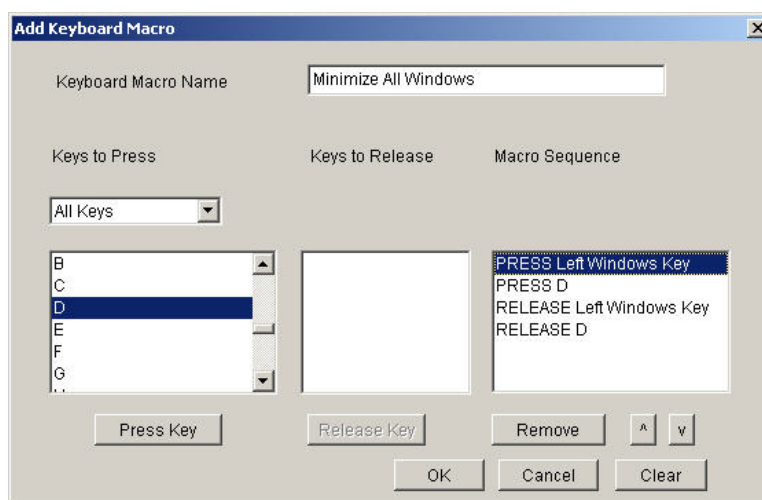 Add Keyboard Macro
Keyboard Macro Name
Minimize All Windows
Keys to Press
Keys to Release
Macro Sequence
All Keys
B
C
D
E
F
G
PRESS Left Windows Key
PRESS D
RELEASE Left Windows Key
RELEASE D
Press Key
Release Key
Remove
^
v
OK
Cancel
Clear